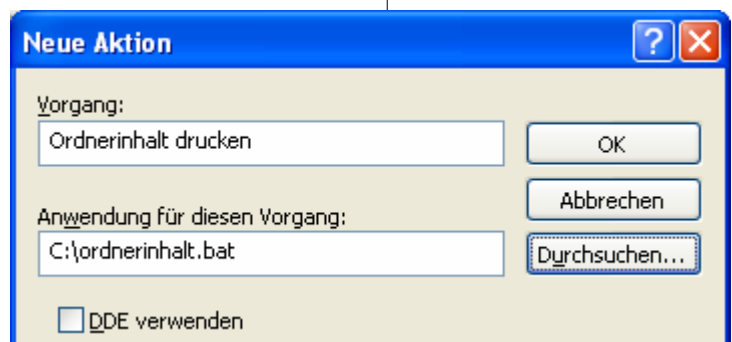 Neue Aktion
Vorgang:
Ordnerinhalt drucken
OK
Abbrechen
Anwendung für diesen Vorgang:
C:\ordnerinhalt.bat
Durchsuchen...
DDE verwenden